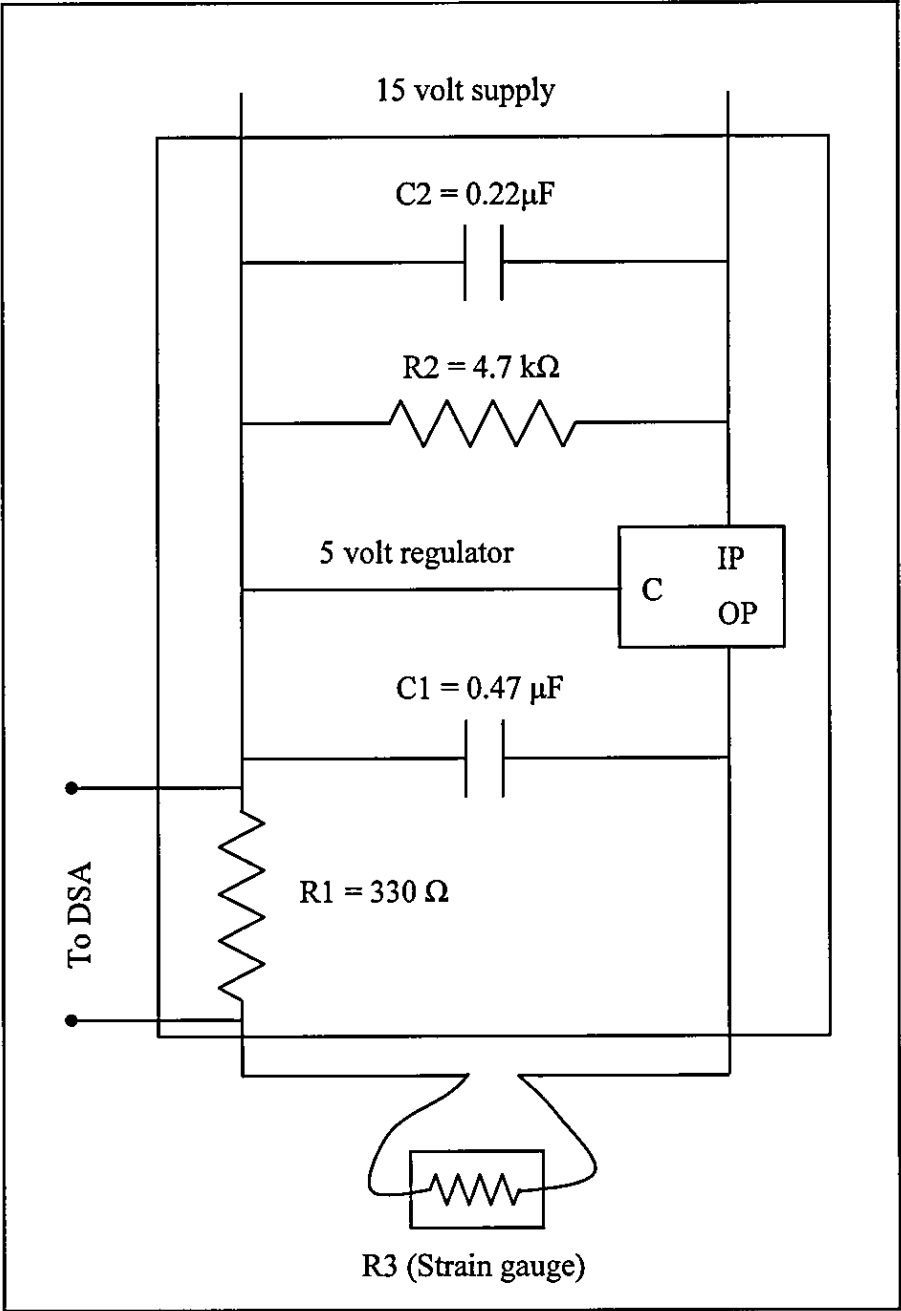 15 volt supply
C2 = 0.22μF
R2 = 4.7 kΩ
5 volt regulator
IP
C
OP
C1 = 0.47 μF
To DSA
R1 = 330 Ω
R3 (Strain gauge)